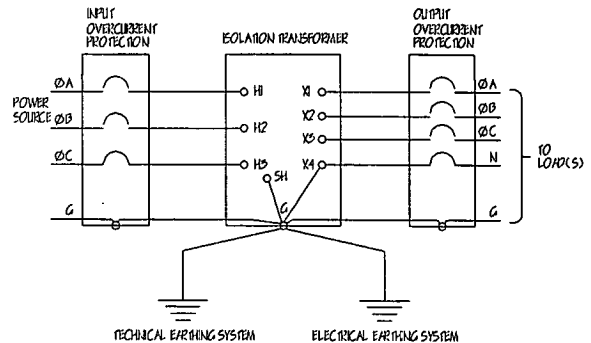 INPUT
OVERCURRENT
PROTECTION
ISOLATION TRANSFORMER
OUTPUT
OVERCURRENT
PROTECTION
ØA
H1
X1
ØA
POWER
SOURCE
ØB
H2
X2
ØB
X3
ØC
ØC
H3
X4
N
TO
LOAD(S)
SH
G
G
G
TECHNICAL EARTHING SYSTEM
ELECTRICAL EARTHING SYSTEM